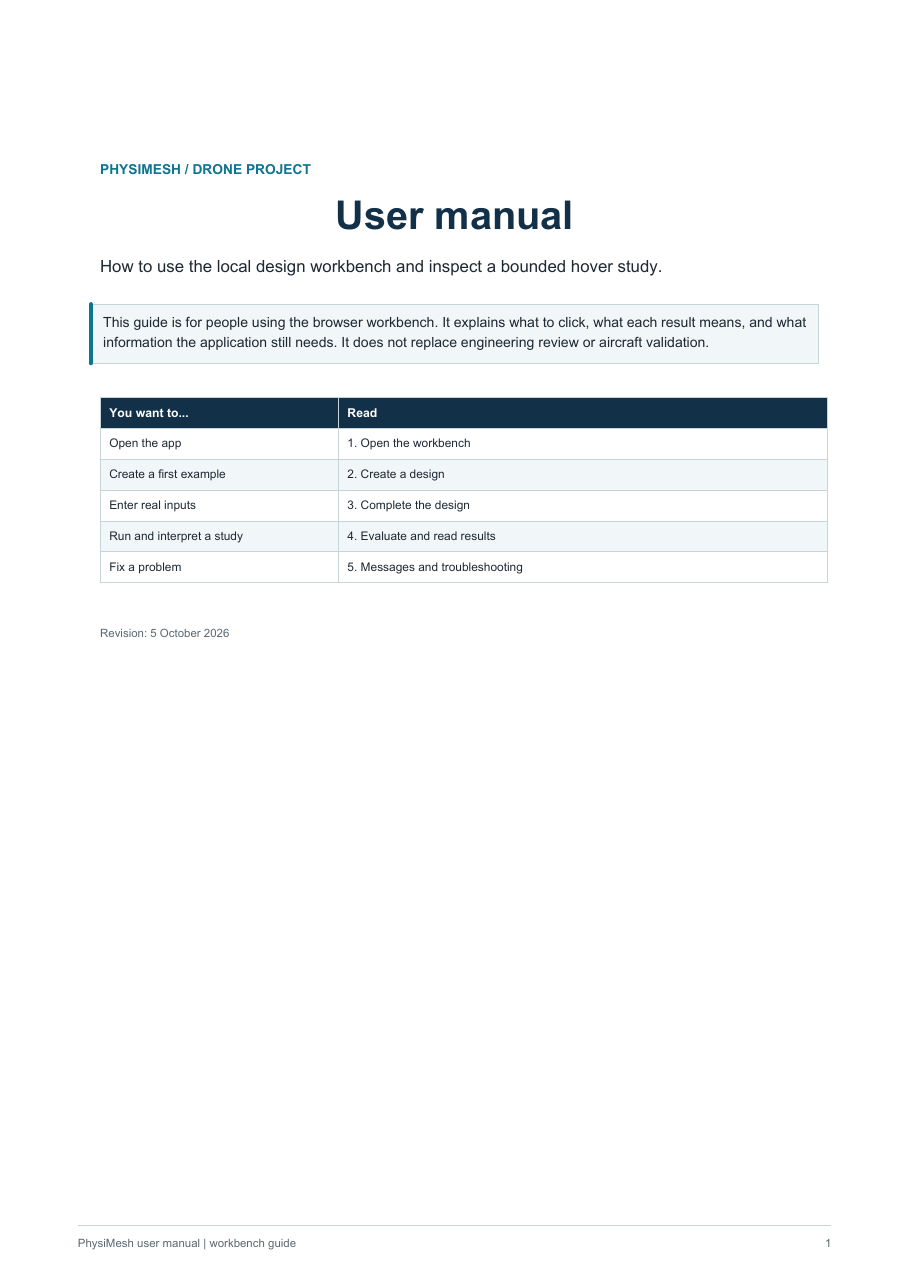 PHYSIMESH / DRONE PROJECT
User manual
How to use the local design workbench and inspect a bounded hover study.
This guide is for people using the browser workbench. It explains what to click, what each result means, and what
information the application still needs. It does not replace engineering review or aircraft validation.
You want to... Read
Open the app 1. Open the workbench
Create a first example 2. Create a design
Enter real inputs 3. Complete the design
Run and interpret a study 4. Evaluate and read results
Fix a problem 5. Messages and troubleshooting
Revision: 5 October 2026
PhysiMesh user manual | workbench guide 1